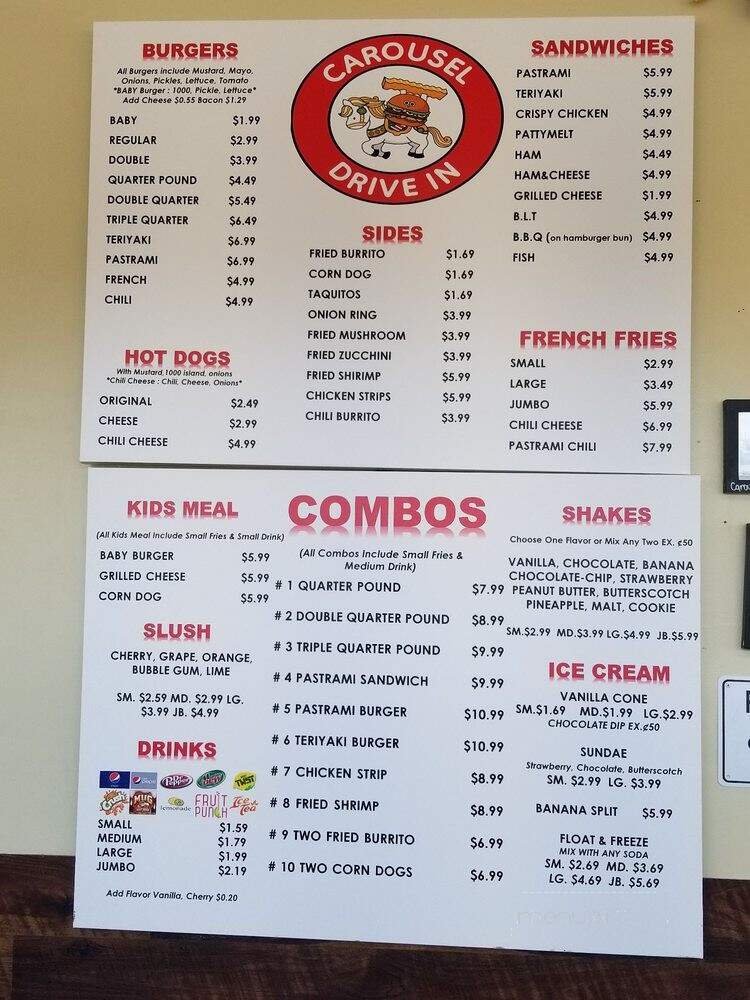 BURGERS
All Burgers include Mustard, Mayo,
Onions, Pickles, Lettuce, Tomato
*BABY Burger : 1000, Pickle, Lettuce*
Add Cheese $0.55 Bacon $1.29
BABY $1.99
REGULAR $2.99
DOUBLE $3.99
QUARTER POUND $4.49
DOUBLE QUARTER $5.49
TRIPLE QUARTER $6.49
TERIYAKI $6.99
PASTRAMI $6.99
FRENCH $4.99
CHILI $4.99
HOT DOGS
With Mustard,1000 island, onions
*Chili Cheese : Chili, Cheese, Onions*
ORIGINAL $2.49
CHEESE $2.99
CHILI CHEESE $4.99
CAROUSEL
DRIVE IN
SIDES
FRIED BURRITO $1.69
CORN DOG $1.69
TAQUITOS $1.69
ONION RING $3.99
FRIED MUSHROOM $3.99
FRIED ZUCCHINI $3.99
FRIED SHIRIMP $5.99
CHICKEN STRIPS $5.99
CHILI BURRITO $3.99
SANDWICHES
PASTRAMI $5.99
TERIYAKI $5.99
CRISPY CHICKEN $4.99
PATTYMELT $4.99
HAM $4.49
HAM&CHEESE $4.99
GRILLED CHEESE $1.99
B.L.T $4.99
B.B.Q (on hamburger bun) $4.99
FISH $4.99
FRENCH FRIES
SMALL $2.99
LARGE $3.49
JUMBO $5.99
CHILI CHEESE $6.99
PASTRAMI CHILI $7.99
KIDS MEAL
(All Kids Meal Include Small Fries & Small Drink)
BABY BURGER $5.99
GRILLED CHEESE $5.99
CORN DOG $5.99
SLUSH
CHERRY, GRAPE, ORANGE,
BUBBLE GUM, LIME
SM. $2.59 MD. $2.99 LG.
$3.99 JB. $4.99
DRINKS
pepsi
Dr Pepper
TWIST
Crush MUG lemonade FRUIT PUNCH Ice Tea
SMALL $1.59
MEDIUM $1.79
LARGE $1.99
JUMBO $2.19
Add Flavor Vanilla, Cherry $0.20
COMBOS
(All Combos Include Small Fries &
Medium Drink)
# 1 QUARTER POUND $7.99
# 2 DOUBLE QUARTER POUND $8.99
# 3 TRIPLE QUARTER POUND $9.99
# 4 PASTRAMI SANDWICH $9.99
# 5 PASTRAMI BURGER $10.99
# 6 TERIYAKI BURGER $10.99
# 7 CHICKEN STRIP $8.99
# 8 FRIED SHRIMP $8.99
# 9 TWO FRIED BURRITO $6.99
# 10 TWO CORN DOGS $6.99
SHAKES
Choose One Flavor or Mix Any Two EX. ¢50
VANILLA, CHOCOLATE, BANANA
CHOCOLATE-CHIP, STRAWBERRY
PEANUT BUTTER, BUTTERSCOTCH
PINEAPPLE, MALT, COOKIE
SM.$2.99 MD.$3.99 LG.$4.99 JB.$5.99
ICE CREAM
VANILLA CONE
SM.$1.69 MD.$1.99 LG.$2.99
CHOCOLATE DIP EX.¢50
SUNDAE
Strawberry, Chocolate, Butterscotch
SM. $2.99 LG. $3.99
BANANA SPLIT $5.99
FLOAT & FREEZE
MIX WITH ANY SODA
SM. $2.69 MD. $3.69
LG. $4.69 JB. $5.69